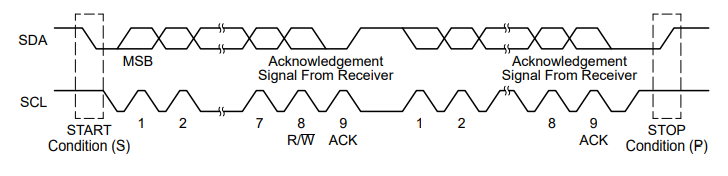 SDA
MSB
Acknowledgement
Signal From Receiver
Acknowledgement
Signal From Receiver
SCL
START
Condition (S)
1
2
7
8
R/W̅
9
ACK
1
2
8
9
ACK
STOP
Condition (P)